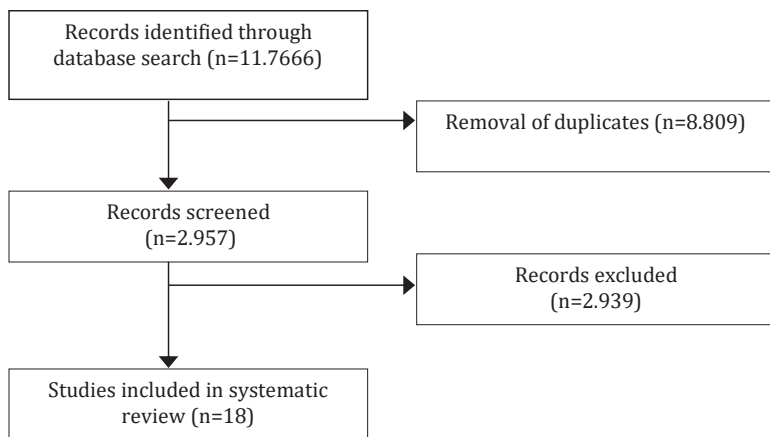 Records identified through
database search (n=11.7666)
Removal of duplicates (n=8.809)
Records screened
(n=2.957)
Records excluded
(n=2.939)
Studies included in systematic
review (n=18)